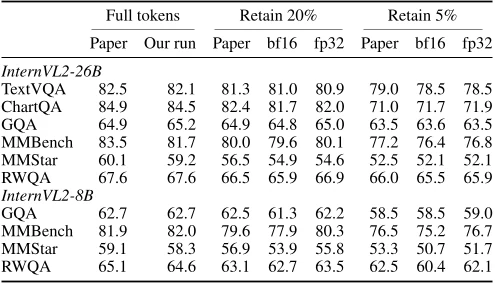 Full tokens Retain 20% Retain 5%
Paper Our run Paper bf16 fp32 Paper bf16 fp32
InternVL2-26B
TextVQA 82.5 82.1 81.3 81.0 80.9 79.0 78.5 78.5
ChartQA 84.9 84.5 82.4 81.7 82.0 71.0 71.7 71.9
GQA 64.9 65.2 64.9 64.8 65.0 63.5 63.6 63.5
MMBench 83.5 81.7 80.0 79.6 80.1 77.2 76.4 76.8
MMStar 60.1 59.2 56.5 54.9 54.6 52.5 52.1 52.1
RWQA 67.6 67.6 66.5 65.9 66.9 66.0 65.5 65.9
InternVL2-8B
GQA 62.7 62.7 62.5 61.3 62.2 58.5 58.5 59.0
MMBench 81.9 82.0 79.6 77.9 80.3 76.5 75.2 76.7
MMStar 59.1 58.3 56.9 53.9 55.8 53.3 50.7 51.7
RWQA 65.1 64.6 63.1 62.7 63.5 62.5 60.4 62.1